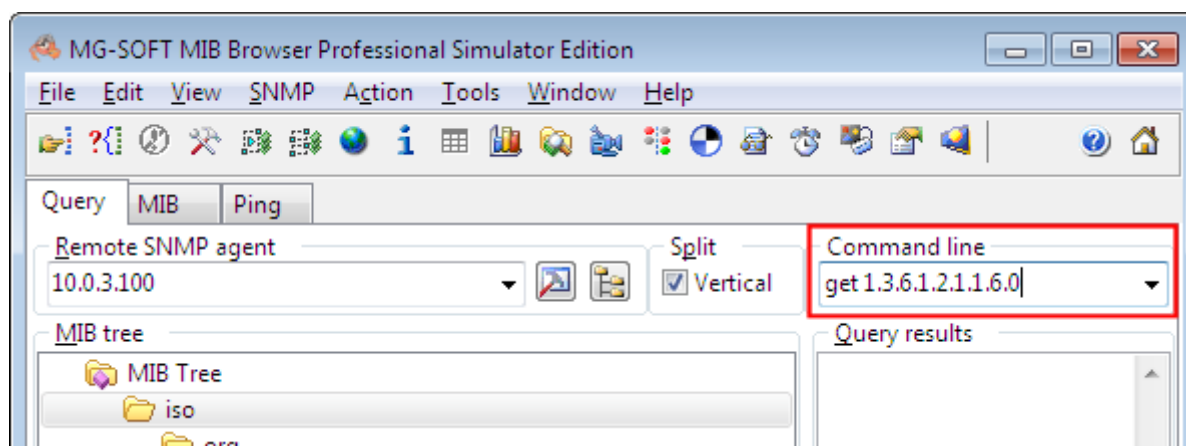 MG-SOFT MIB Browser Professional Simulator Edition
File Edit View SNMP Action Tools Window Help
Query MIB Ping
Remote SNMP agent Split Command line
10.0.3.100 Vertical get 1.3.6.1.2.1.1.6.0
MIB tree Query results
MIB Tree
iso
org